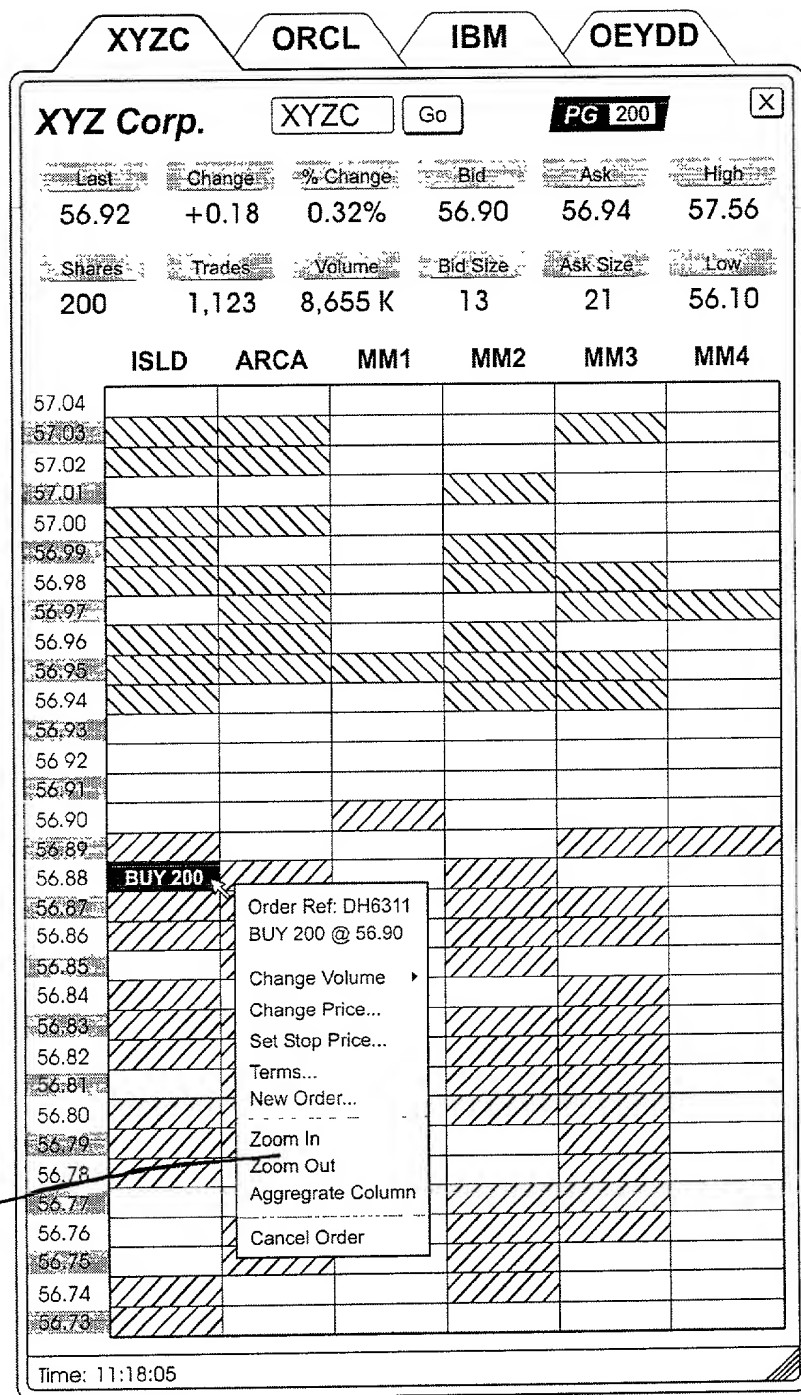 XYZC ORCL IBM OEYDD
XYZ Corp. XYZC Go PG 200 X
Last Change % Change Bid Ask High
56.92 +0.18 0.32% 56.90 56.94 57.56
Shares Trades Volume Bid Size Ask Size Low
200 1,123 8,655 K 13 21 56.10
ISLD ARCA MM1 MM2 MM3 MM4
57.04
57.03
57.02
57.01
57.00
56.99
56.98
56.97
56.96
56.95
56.94
56.93
56 92
56.91
56.90
56.89
56.88 BUY 200
56.87 Order Ref: DH6311
56.86 BUY 200 @ 56.90
56.85 Change Volume
56.84 Change Price...
56.83 Set Stop Price...
56.82 Terms...
56.81 New Order...
56.80
56.79 Zoom In
56.78 Zoom Out
56.77 Aggregrate Column
56.76 Cancel Order
56.75
56.74
56.73
Time: 11:18:05